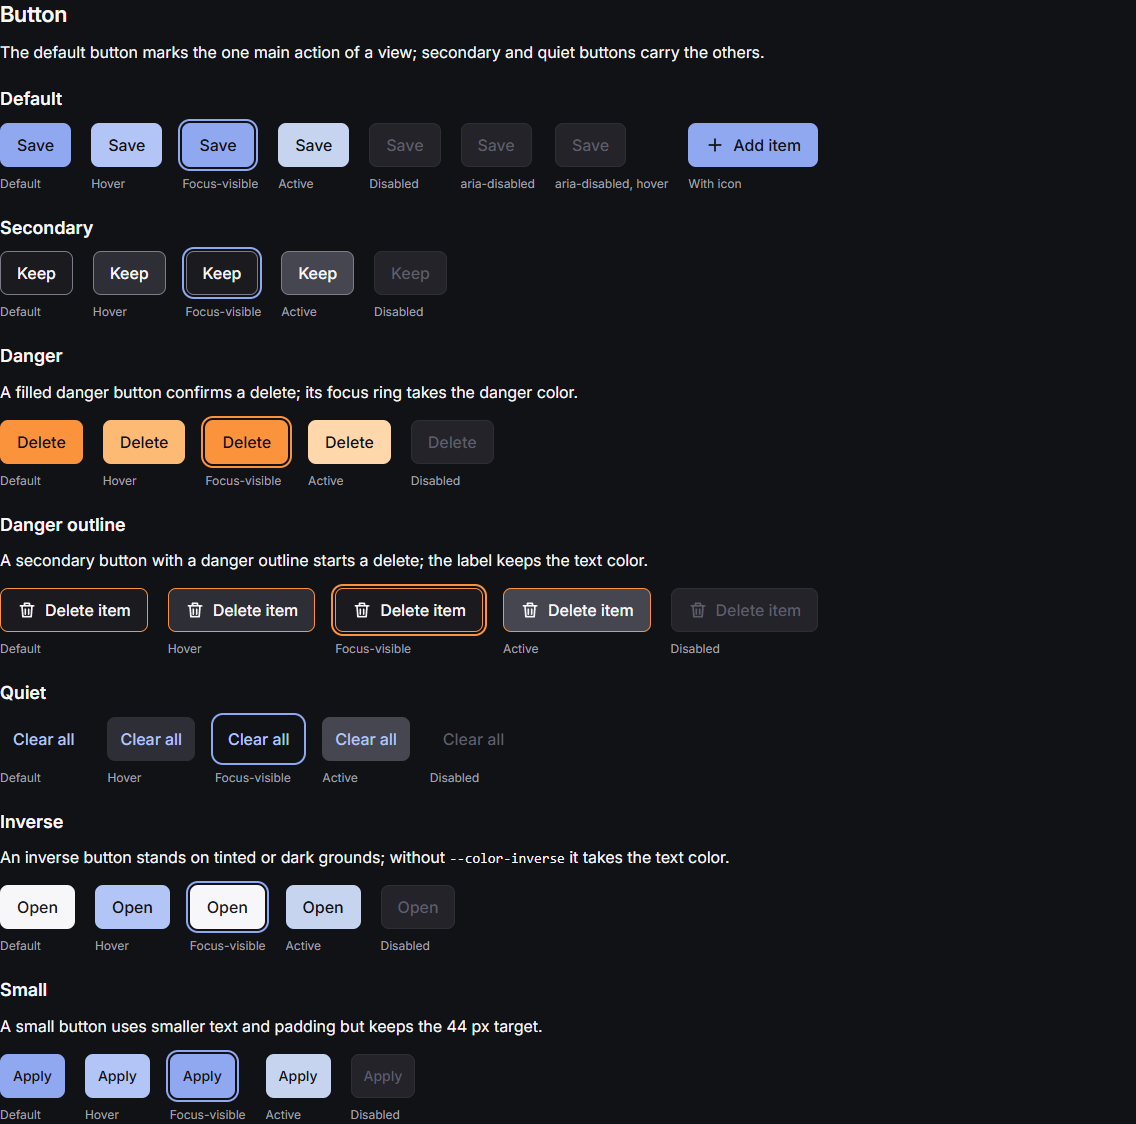 Button
The default button marks the one main action of a view; secondary and quiet buttons carry the others.
Default
Save Save Save Save Save Save Save Add item
Default Hover Focus-visible Active Disabled aria-disabled aria-disabled, hover With icon
Secondary
Keep Keep Keep Keep Keep
Default Hover Focus-visible Active Disabled
Danger
A filled danger button confirms a delete; its focus ring takes the danger color.
Delete Delete Delete Delete Delete
Default Hover Focus-visible Active Disabled
Danger outline
A secondary button with a danger outline starts a delete; the label keeps the text color.
Delete item Delete item Delete item Delete item Delete item
Default Hover Focus-visible Active Disabled
Quiet
Clear all Clear all Clear all Clear all Clear all
Default Hover Focus-visible Active Disabled
Inverse
An inverse button stands on tinted or dark grounds; without --color-inverse it takes the text color.
Open Open Open Open Open
Default Hover Focus-visible Active Disabled
Small
A small button uses smaller text and padding but keeps the 44 px target.
Apply Apply Apply Apply Apply
Default Hover Focus-visible Active Disabled